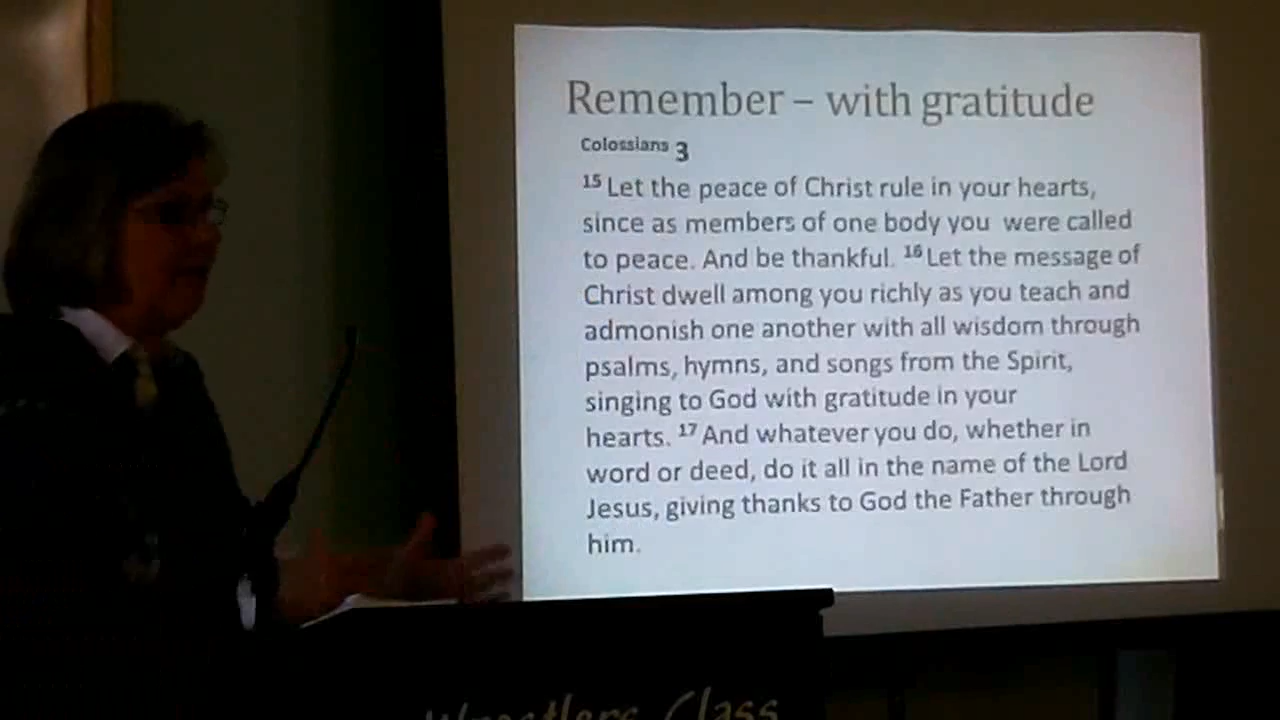 Remember – with gratitude
Colossians 3
15 Let the peace of Christ rule in your hearts,
since as members of one body you were called
to peace. And be thankful. 16 Let the message of
Christ dwell among you richly as you teach and
admonish one another with all wisdom through
psalms, hymns, and songs from the Spirit,
singing to God with gratitude in your
hearts. 17 And whatever you do, whether in
word or deed, do it all in the name of the Lord
Jesus, giving thanks to God the Father through
him.
Wrestlers Class